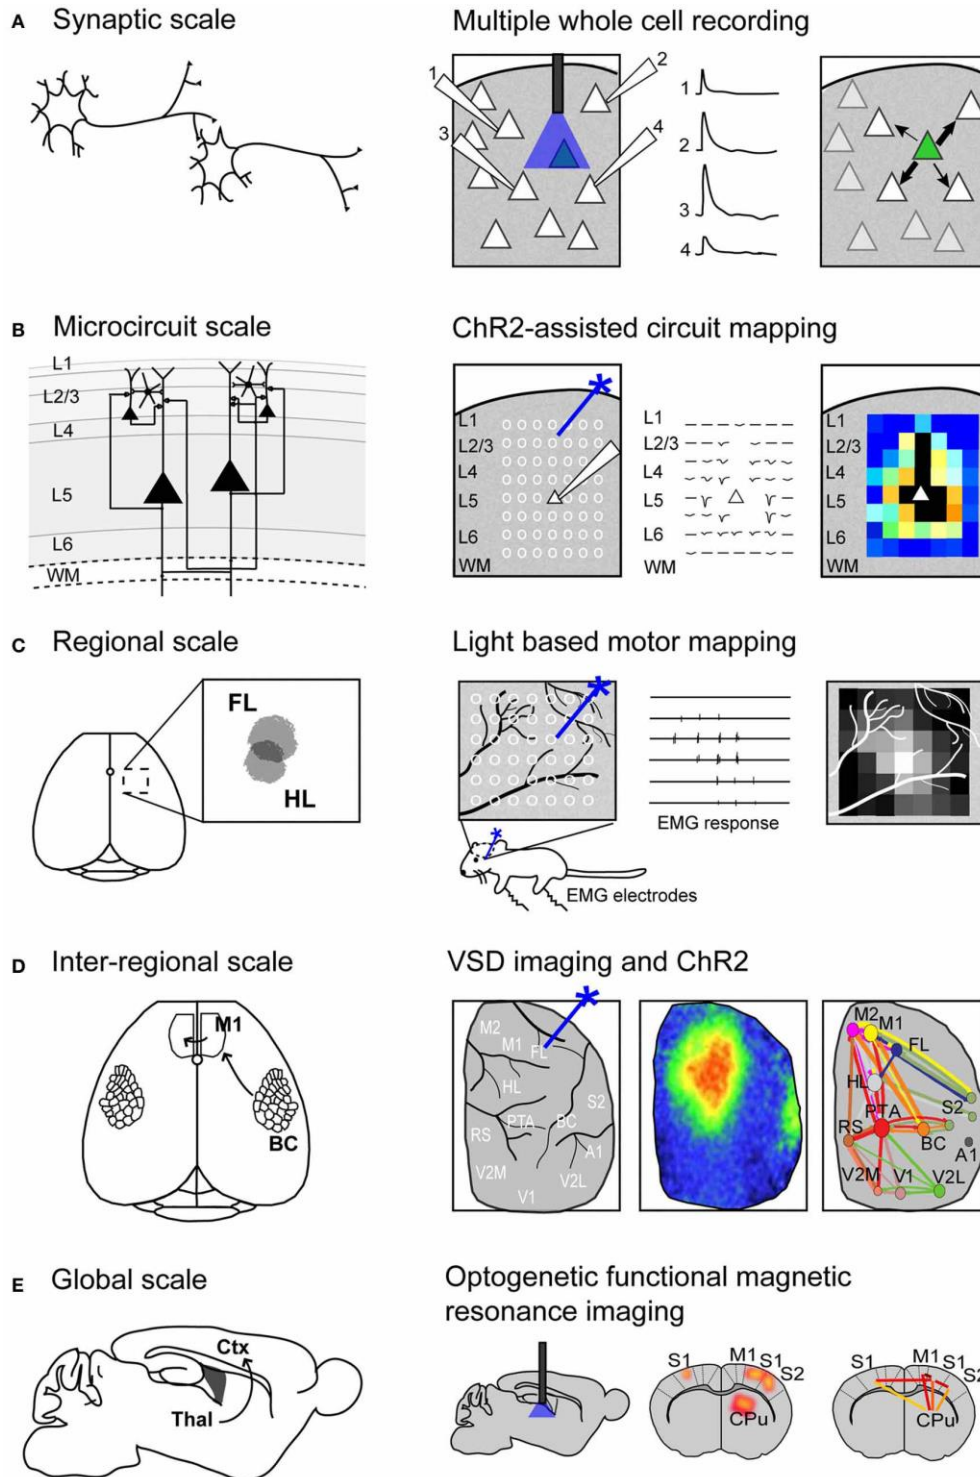 A Synaptic scale
Multiple whole cell recording
1
2
3
4
1
2
3
4
B Microcircuit scale
ChR2-assisted circuit mapping
L1
L2/3
L4
L5
L6
WM
L1
L2/3
L4
L5
L6
WM
L1
L2/3
L4
L5
L6
WM
L1
L2/3
L4
L5
L6
WM
C Regional scale
Light based motor mapping
FL
HL
EMG response
EMG electrodes
D Inter-regional scale
VSD imaging and ChR2
M1
BC
M2
M1
FL
HL
S2
PTA
BC
RS
A1
V2M
V2L
V1
M2
M1
FL
HL
S2
PTA
RS
BC
A1
V2M
V1
V2L
E Global scale
Optogenetic functional magnetic
resonance imaging
Ctx
Thal
S1
M1
S1
S2
CPu
S1
M1
S1
S2
CPu